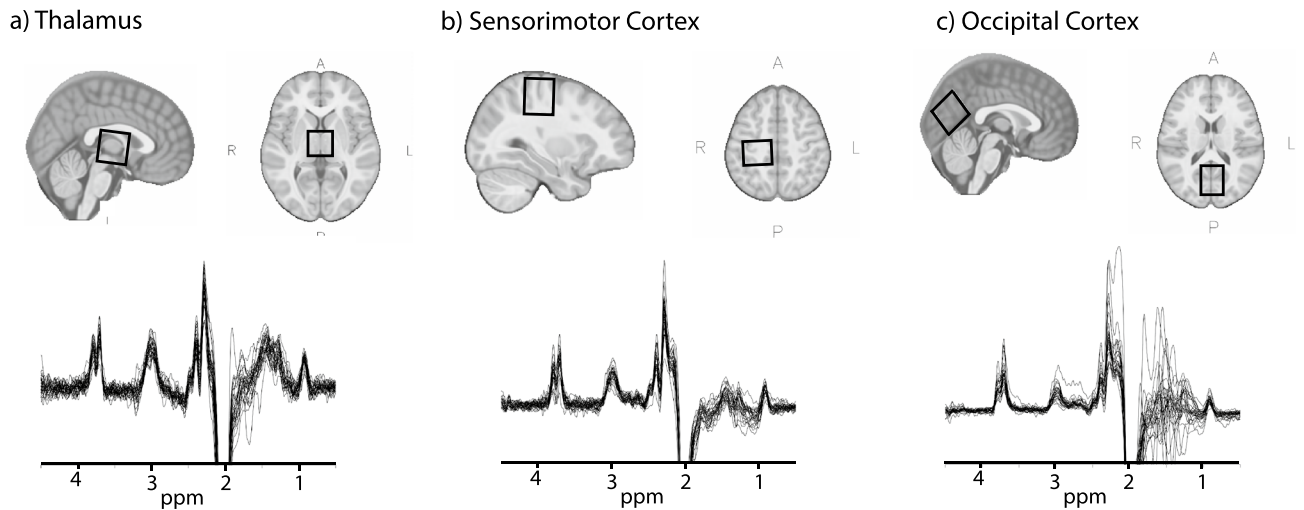 a) Thalamus
b) Sensorimotor Cortex
c) Occipital Cortex
A
R
L
A
R
L
P
A
R
L
P
4 3 2 1
ppm
4 3 2 1
ppm
4 3 2 1
ppm